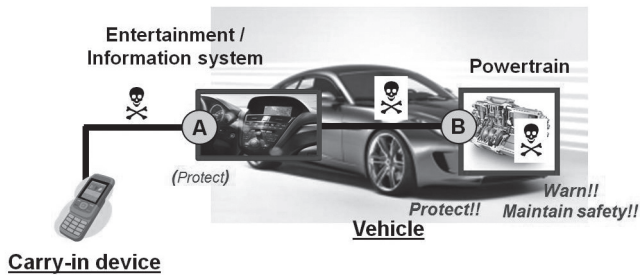 Entertainment /
Information system
Powertrain
A
B
(Protect)
Warn!!
Protect!!
Maintain safety!!
Vehicle
Carry-in device